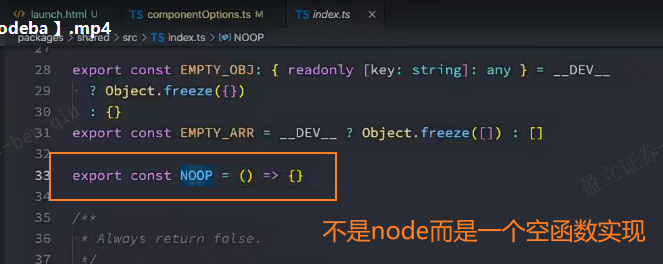 launch.html U TS componentOptions.ts M TS index.ts ×
odeba】.mp4
packages > shared > src > TS index.ts > NOOP
27
28 export const EMPTY_OBJ: { readonly [key: string]: any } = __DEV__
29 ? Object.freeze({})
30 : {}
31 export const EMPTY_ARR = __DEV__ ? Object.freeze([]) : []
32
33 export const NOOP = () => {}
34
35 /**
36 * Always return false.
37 */
不是node而是一个空函数实现